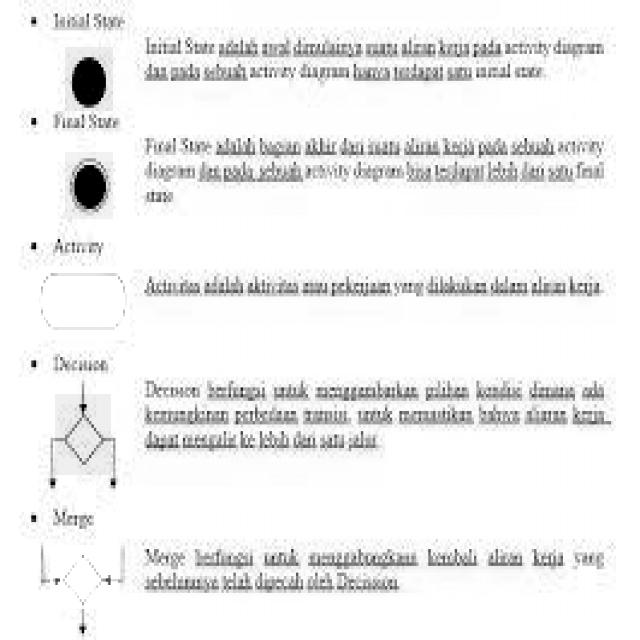 Initial State
Initial State adalah awal dimulainya suatu aliran kerja pada activity diagram
dan pada sebuah activity diagram hanya terdapat satu initial state.
Final State
Final State adalah bagian akhir dari suatu aliran kerja pada sebuah activity
diagram dan pada sebuah activity diagram bisa terdapat lebih dari satu final
state
Activity
Activitas adalah aktivitas atau pekerjaan yang dilakukan dalam aliran kerja.
Decision
Decision berfungsi untuk menggambarkan pilihan kondisi dimana ada
kemungkinan perbedaan transisi, untuk memastikan bahwa aliran kerja
dapat mengalir ke lebih dari satu jalur.
Merge
Merge berfungsi untuk menggabungkan kembali aliran kerja yang
sebelumnya telah dipecah oleh Decission.